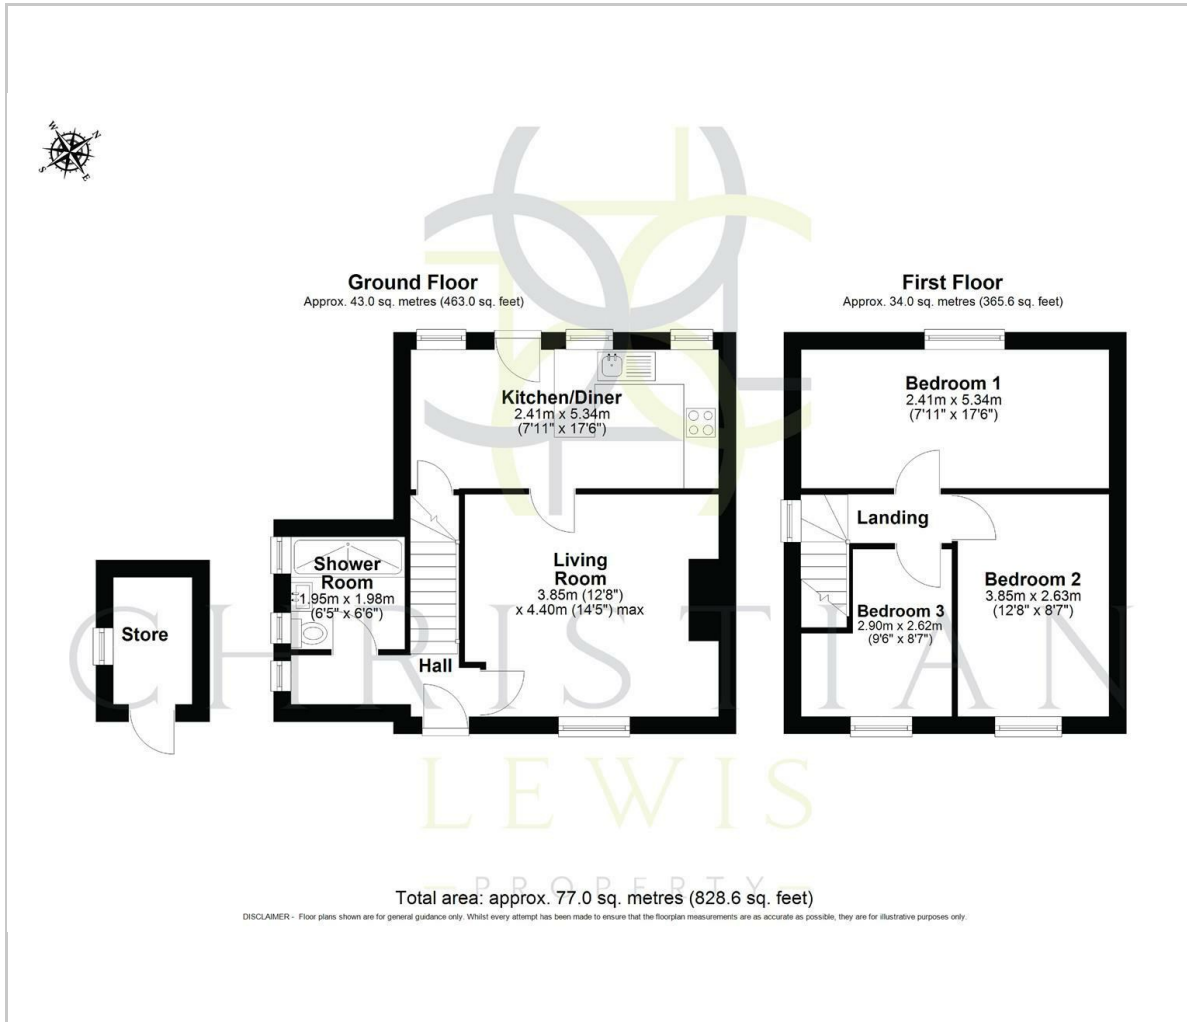 W
N
S
E
Ground Floor
Approx. 43.0 sq. metres (463.0 sq. feet)
First Floor
Approx. 34.0 sq. metres (365.6 sq. feet)
Kitchen/Diner
2.41m x 5.34m
(7'11" x 17'6")
Bedroom 1
2.41m x 5.34m
(7'11" x 17'6")
Landing
Shower
Room
1.95m x 1.98m
(6'5" x 6'6")
Living
Room
3.85m (12'8")
x 4.40m (14'5") max
Bedroom 2
3.85m x 2.63m
(12'8" x 8'7")
Bedroom 3
2.90m x 2.62m
(9'6" x 8'7")
Store
Hall
CHRISTIAN
LEWIS
PROPERTY
Total area: approx. 77.0 sq. metres (828.6 sq. feet)
DISCLAIMER - Floor plans shown are for general guidance only. Whilst every attempt has been made to ensure that the floorplan measurements are as accurate as possible, they are for illustrative purposes only.